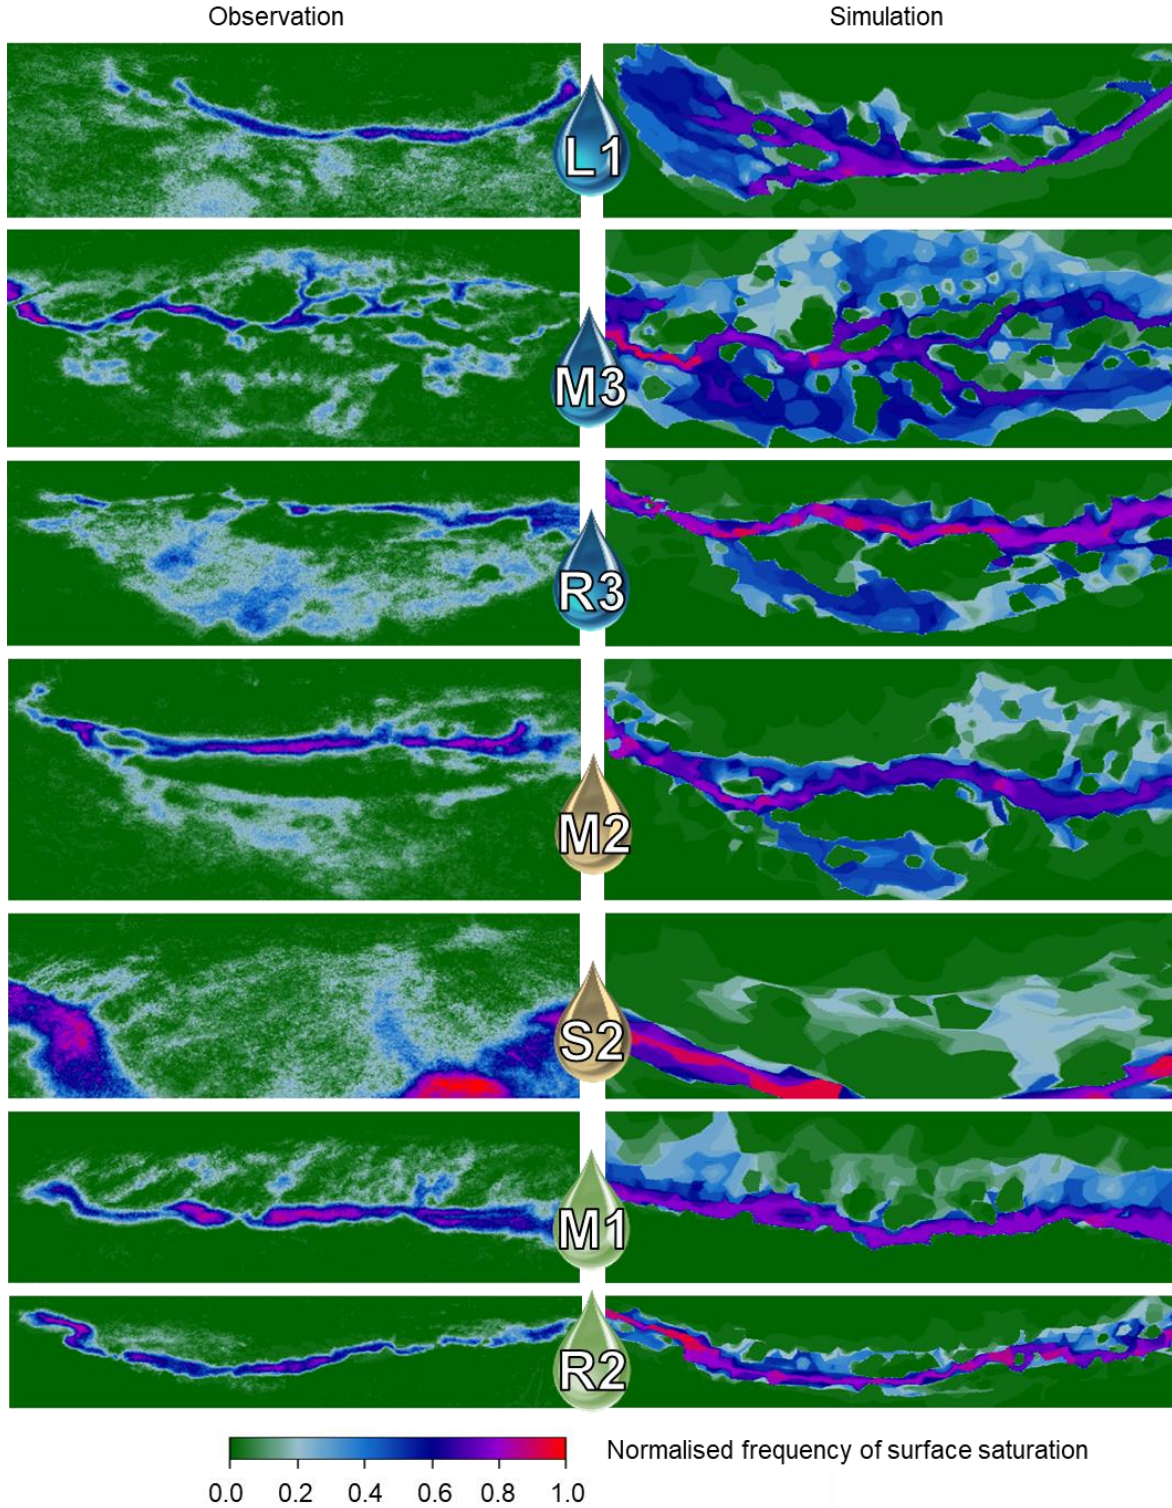 Observation Simulation
L1
M3
R3
M2
S2
M1
R2
Normalised frequency of surface saturation
0.0 0.2 0.4 0.6 0.8 1.0